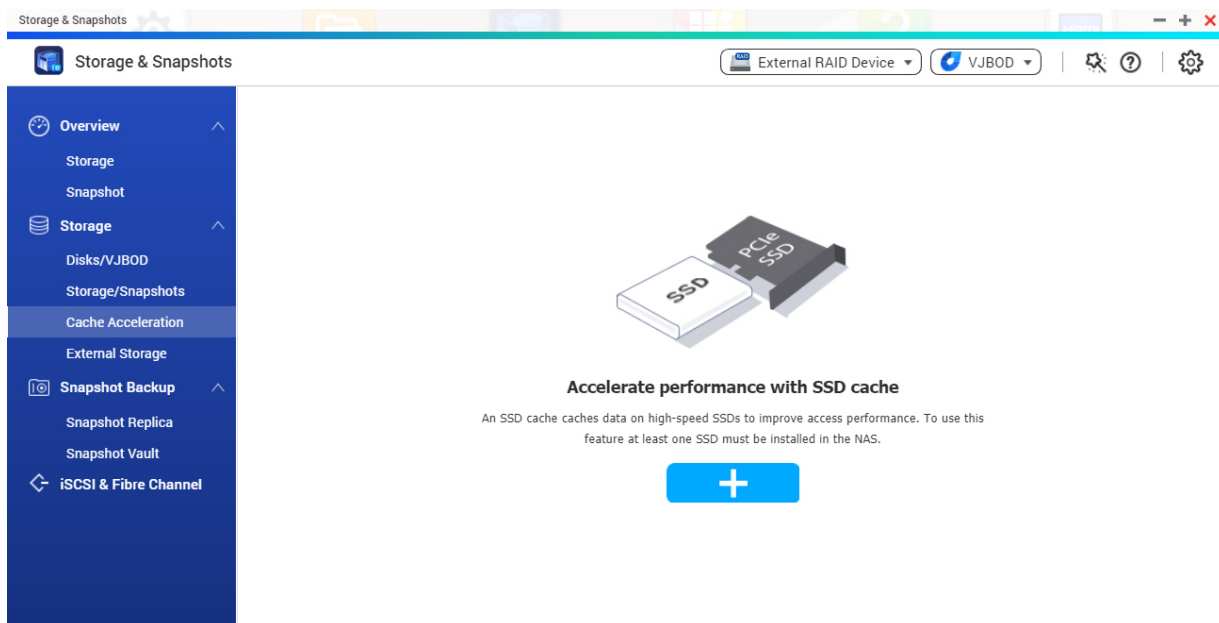 Storage & Snapshots
Storage & Snapshots
External RAID Device
VJBOD
Overview
Storage
Snapshot
Storage
Disks/VJBOD
Storage/Snapshots
Cache Acceleration
External Storage
Snapshot Backup
Snapshot Replica
Snapshot Vault
iSCSI & Fibre Channel
PCIe
SSD
SSD
Accelerate performance with SSD cache
An SSD cache caches data on high-speed SSDs to improve access performance. To use this
feature at least one SSD must be installed in the NAS.